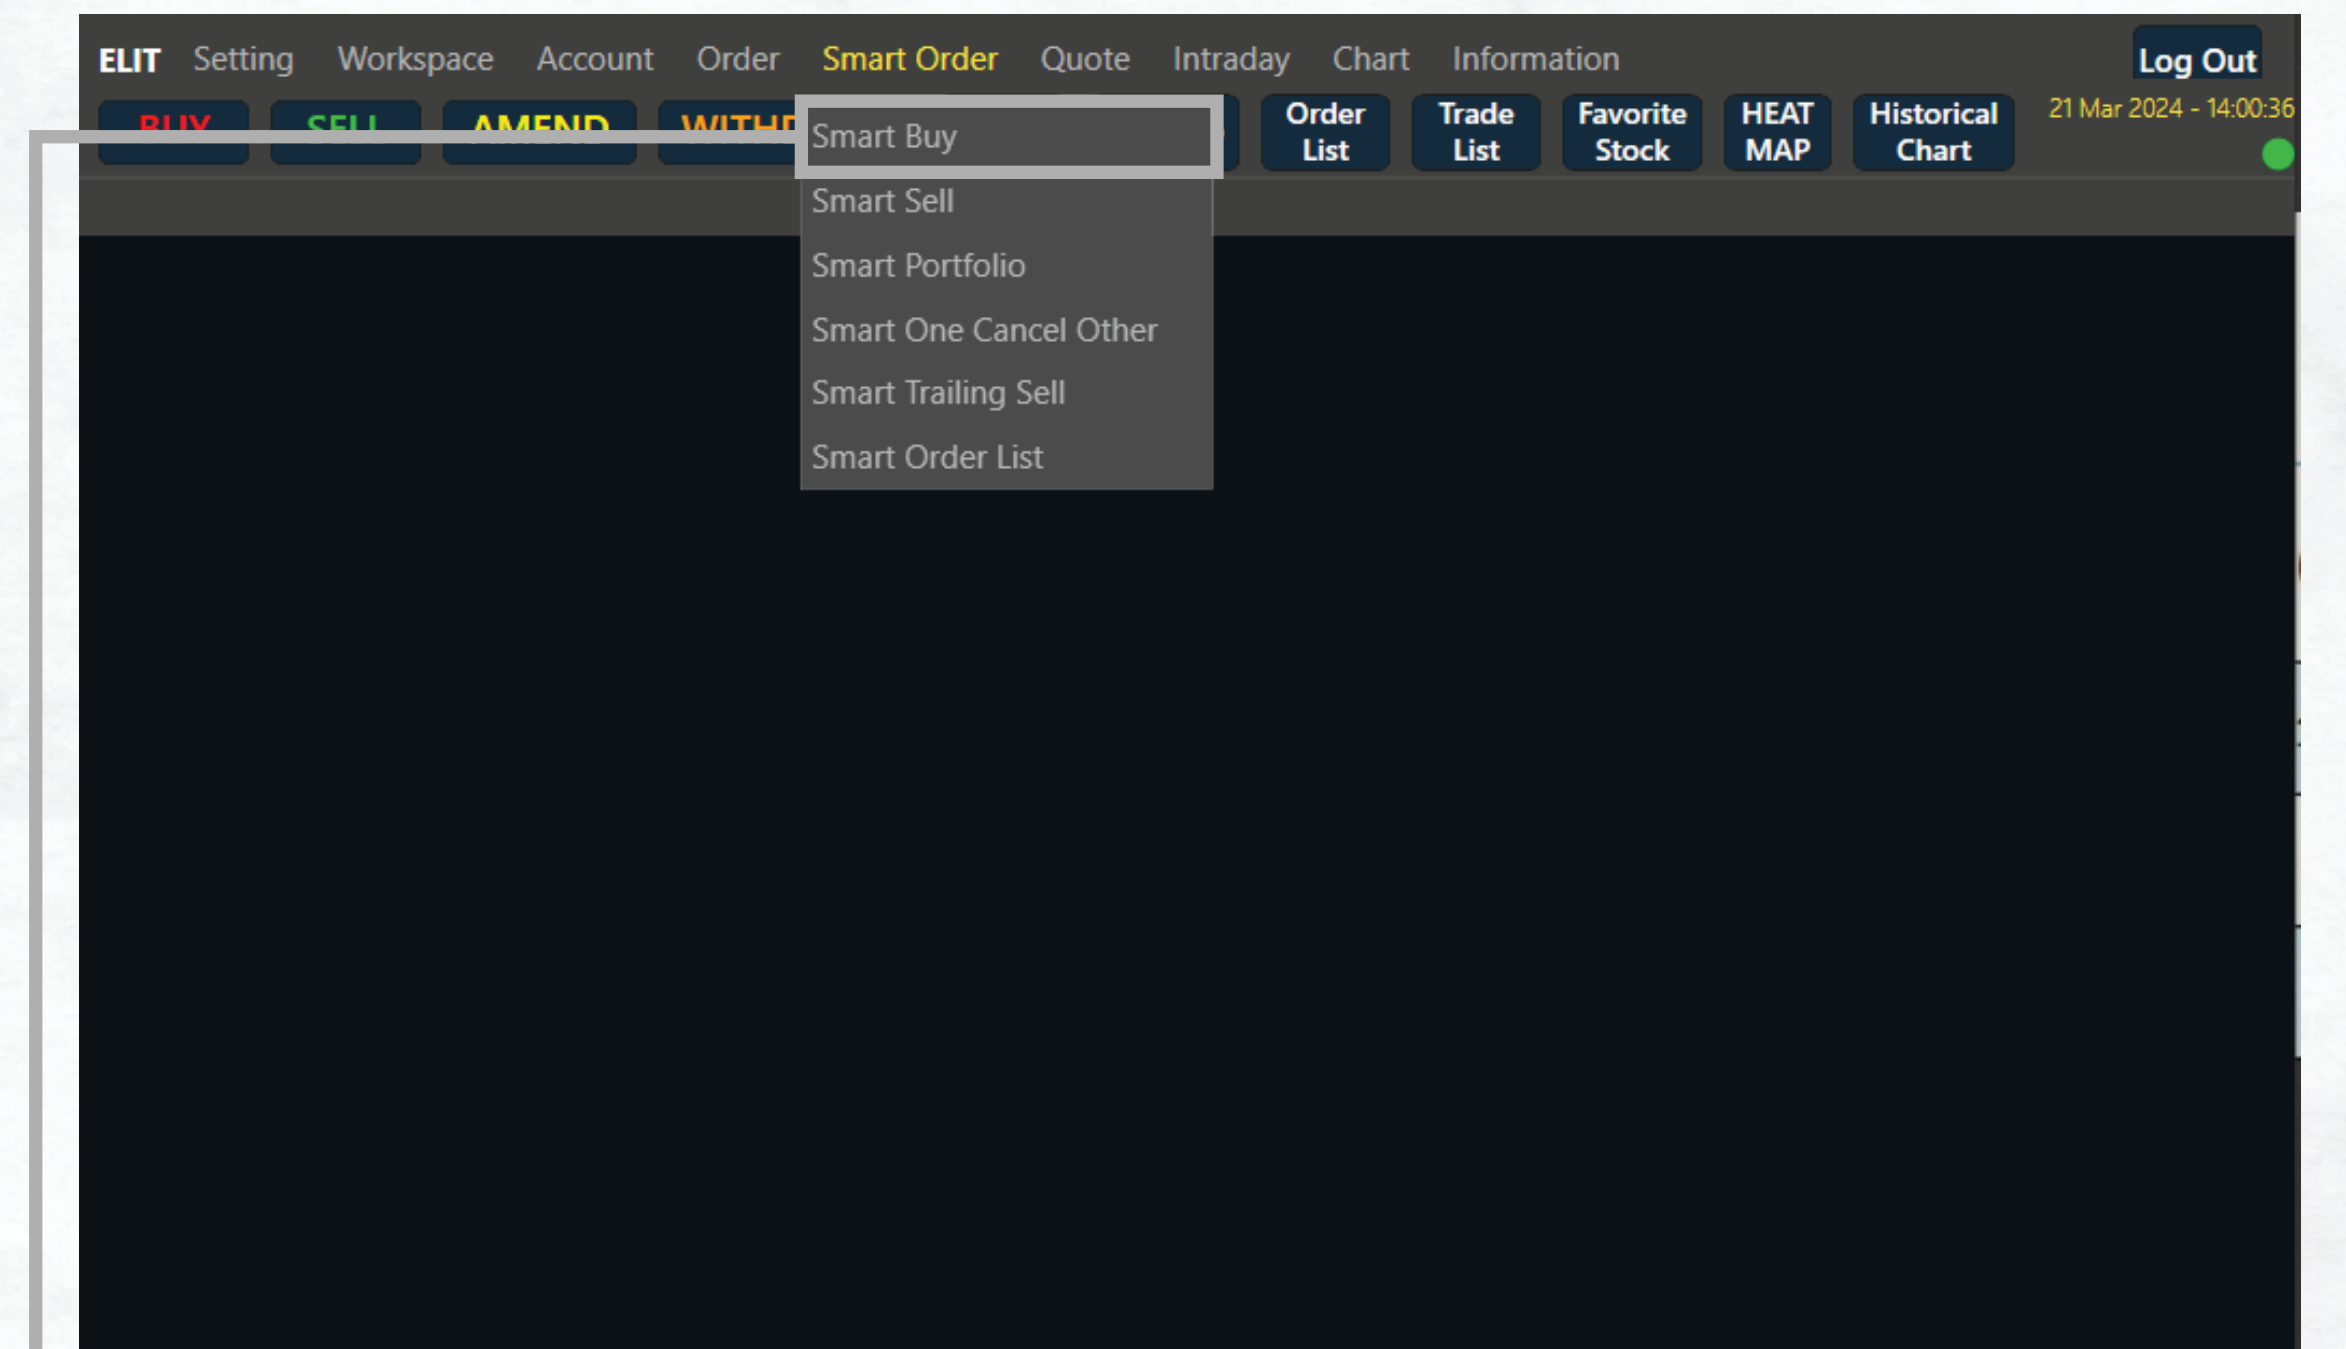 ELIT Setting Workspace Account Order Smart Order Quote Intraday Chart Information Log Out
BUY SELL AMEND Order List Trade List Favorite Stock HEAT MAP Historical Chart 21 Mar 2024 - 14:00:36
Smart Buy
Smart Sell
Smart Portfolio
Smart One Cancel Other
Smart Trailing Sell
Smart Order List